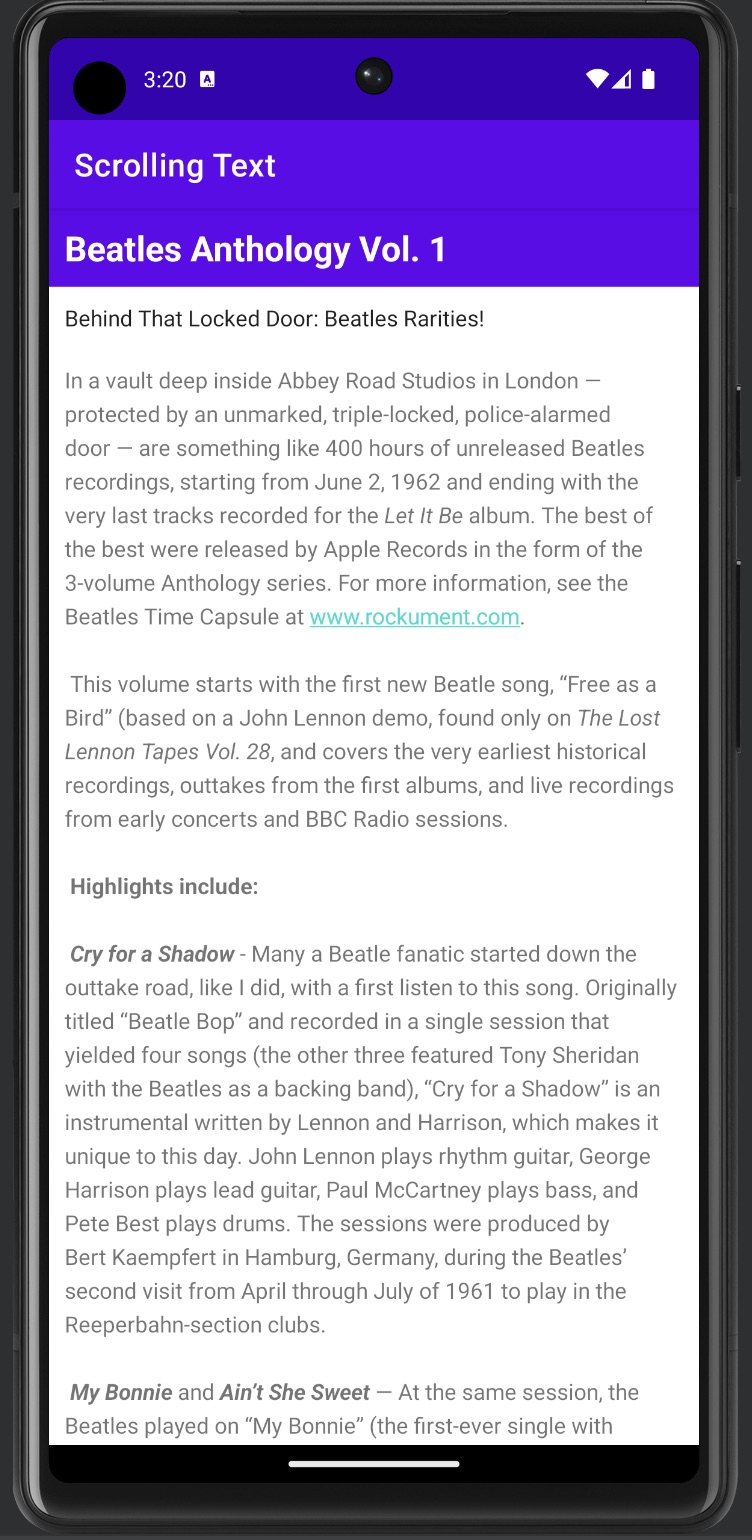 3:20
Scrolling Text
Beatles Anthology Vol. 1
Behind That Locked Door: Beatles Rarities!
In a vault deep inside Abbey Road Studios in London —
protected by an unmarked, triple-locked, police-alarmed
door — are something like 400 hours of unreleased Beatles
recordings, starting from June 2, 1962 and ending with the
very last tracks recorded for the Let It Be album. The best of
the best were released by Apple Records in the form of the
3-volume Anthology series. For more information, see the
Beatles Time Capsule at www.rockument.com.
This volume starts with the first new Beatle song, “Free as a
Bird” (based on a John Lennon demo, found only on The Lost
Lennon Tapes Vol. 28, and covers the very earliest historical
recordings, outtakes from the first albums, and live recordings
from early concerts and BBC Radio sessions.
Highlights include:
Cry for a Shadow - Many a Beatle fanatic started down the
outtake road, like I did, with a first listen to this song. Originally
titled “Beatle Bop” and recorded in a single session that
yielded four songs (the other three featured Tony Sheridan
with the Beatles as a backing band), “Cry for a Shadow” is an
instrumental written by Lennon and Harrison, which makes it
unique to this day. John Lennon plays rhythm guitar, George
Harrison plays lead guitar, Paul McCartney plays bass, and
Pete Best plays drums. The sessions were produced by
Bert Kaempfert in Hamburg, Germany, during the Beatles’
second visit from April through July of 1961 to play in the
Reeperbahn-section clubs.
My Bonnie and Ain’t She Sweet — At the same session, the
Beatles played on “My Bonnie” (the first-ever single with